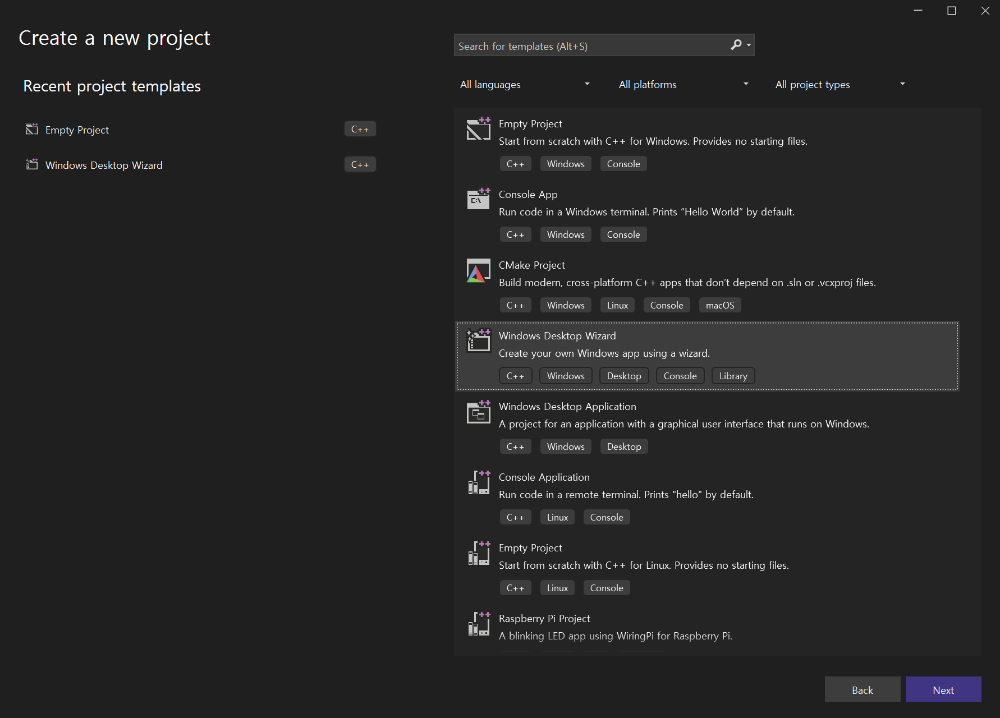 Create a new project
Search for templates (Alt+S)
Recent project templates
All languages
All platforms
All project types
Empty Project
C++
Windows Desktop Wizard
C++
Empty Project
Start from scratch with C++ for Windows. Provides no starting files.
C++ Windows Console
Console App
C:\
Run code in a Windows terminal. Prints “Hello World” by default.
C++ Windows Console
CMake Project
Build modern, cross-platform C++ apps that don’t depend on .sln or .vcxproj files.
C++ Windows Linux Console macOS
Windows Desktop Wizard
Create your own Windows app using a wizard.
C++ Windows Desktop Console Library
Windows Desktop Application
A project for an application with a graphical user interface that runs on Windows.
C++ Windows Desktop
Console Application
Run code in a remote terminal. Prints "hello" by default.
C++ Linux Console
Empty Project
Start from scratch with C++ for Linux. Provides no starting files.
C++ Linux Console
Raspberry Pi Project
A blinking LED app using WiringPi for Raspberry Pi.
Back
Next